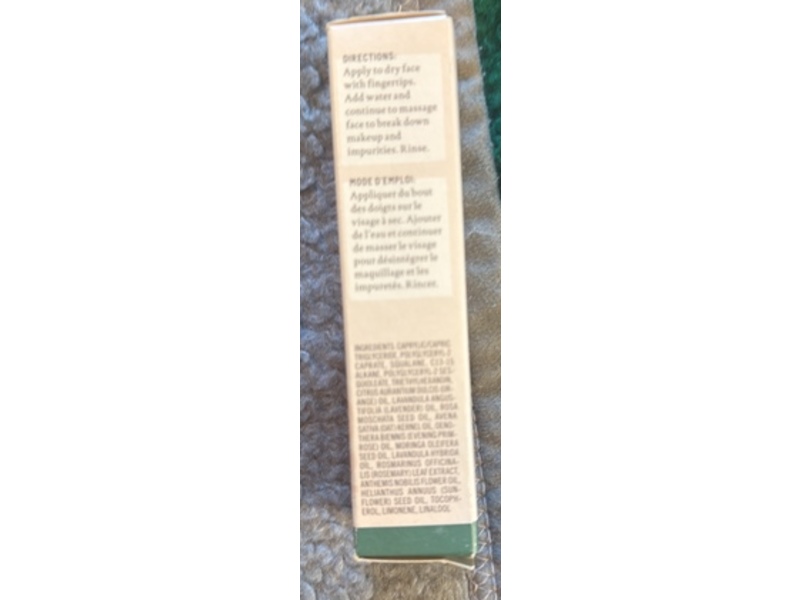 DIRECTIONS:
Apply to dry face
with fingertips.
Add water and
continue to massage
face to break down
makeup and
impurities. Rinse.
MODE D'EMPLOI:
Appliquer du bout
des doigts sur le
visage à sec. Ajouter
de l'eau et continuer
de masser le visage
pour désintégrer le
maquillage et les
impuretés. Rincer.
INGREDIENTS: CAPRYLIC/CAPRIC
TRIGLYCERIDE, POLYGLYCERYL-2
CAPRATE, SQUALANE, C13-15
ALKANE, POLYGLYCERYL-2 SES-
QUIOLEATE, TRIETHYLHEXANOIN,
CITRUS AURANTIUM DULCIS (OR-
ANGE) OIL, LAVANDULA ANGUS-
TIFOLIA (LAVENDER) OIL, ROSA
MOSCHATA SEED OIL, AVENA
SATIVA (OAT) KERNEL OIL, OENO-
THERA BIENNIS (EVENING PRIM-
ROSE) OIL, MORINGA OLEIFERA
SEED OIL, LAVANDULA HYBRIDA
OIL, ROSMARINUS OFFICINA-
LIS (ROSEMARY) LEAF EXTRACT,
ANTHEMIS NOBILIS FLOWER OIL,
HELIANTHUS ANNUUS (SUN-
FLOWER) SEED OIL, TOCOPH-
EROL, LIMONENE, LINALOOL